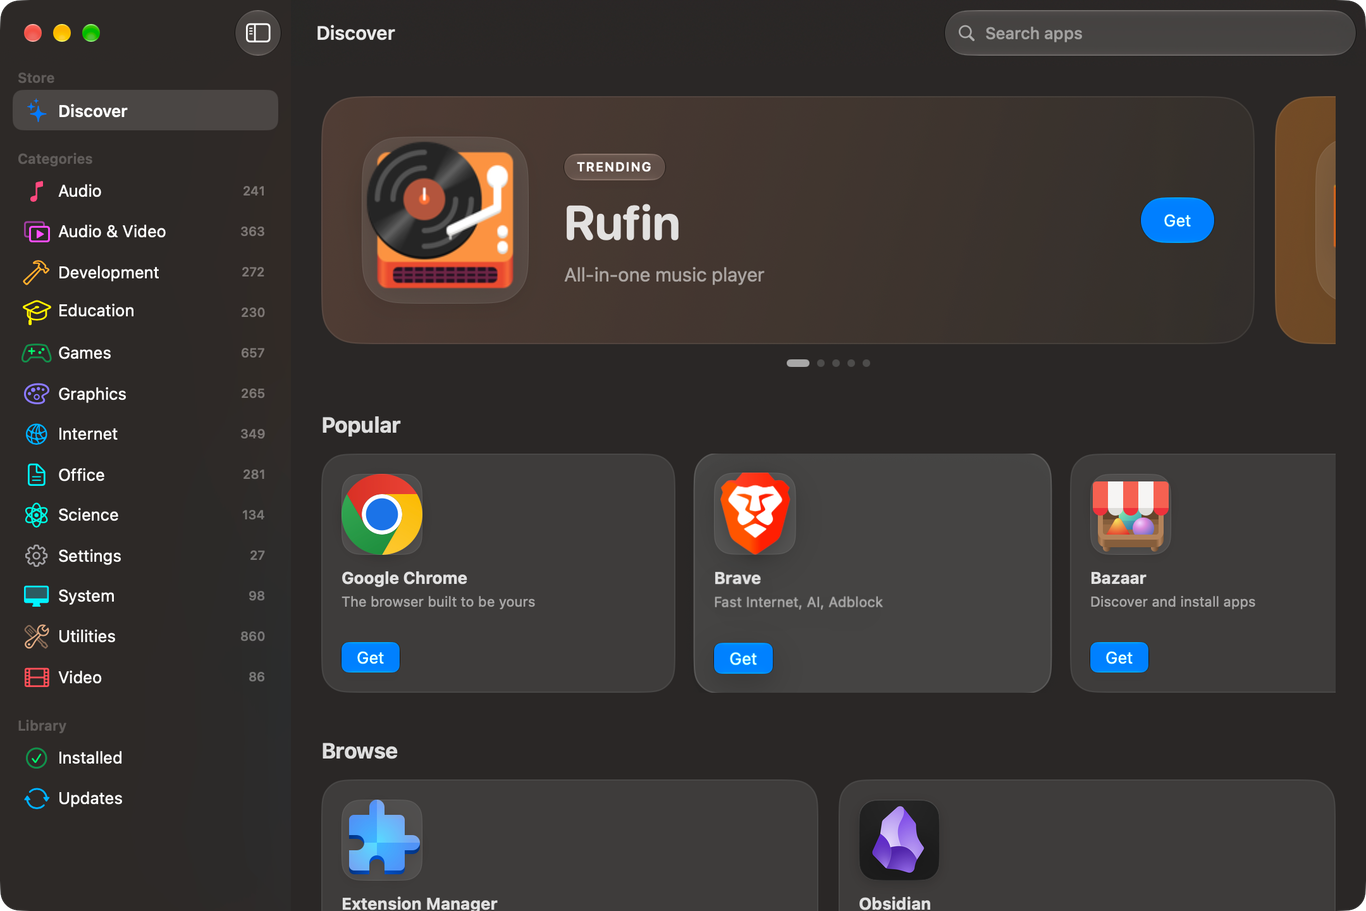 Discover
Search apps
Store
Discover
Categories
Audio 241
Audio & Video 363
Development 272
Education 230
Games 657
Graphics 265
Internet 349
Office 281
Science 134
Settings 27
System 98
Utilities 860
Video 86
Library
Installed
Updates
TRENDING
Rufin
All-in-one music player
Get
Popular
Google Chrome
The browser built to be yours
Get
Brave
Fast Internet, AI, Adblock
Get
Bazaar
Discover and install apps
Get
Browse
Extension Manager
Obsidian